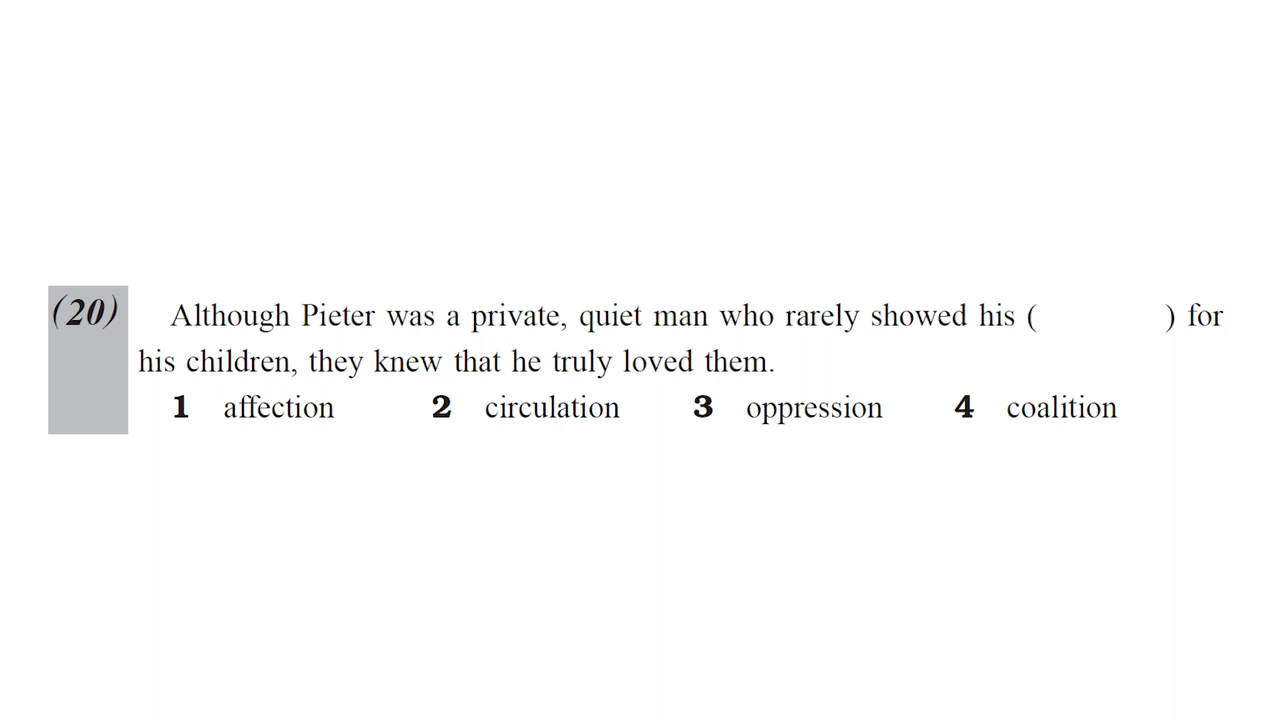 (20) Although Pieter was a private, quiet man who rarely showed his ( ) for
his children, they knew that he truly loved them.
1 affection 2 circulation 3 oppression 4 coalition